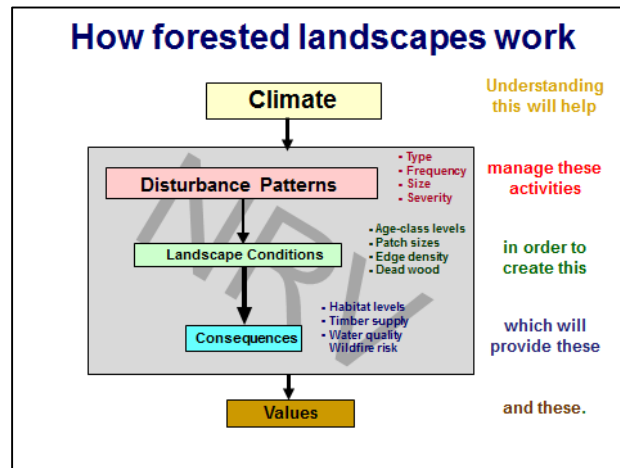 How forested landscapes work
Climate
Understanding
this will help
NRV
Disturbance Patterns
- Type
- Frequency
- Size
- Severity
manage these
activities
Landscape Conditions
- Age-class levels
- Patch sizes
- Edge density
- Dead wood
in order to
create this
Consequences
- Habitat levels
- Timber supply
- Water quality
Wildfire risk
which will
provide these
Values
and these.